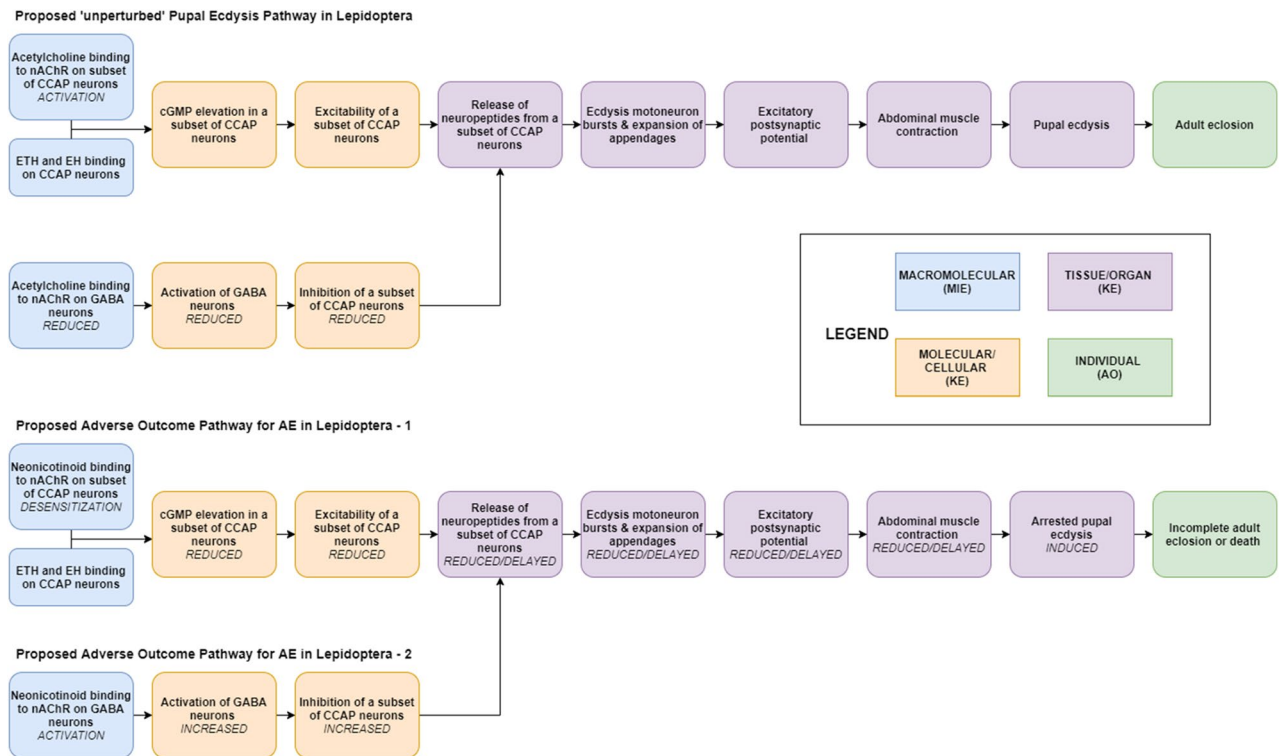 Proposed 'unperturbed' Pupal Ecdysis Pathway in Lepidoptera
Acetylcholine binding
to nAChR on subset
of CCAP neurons
ACTIVATION
ETH and EH binding
on CCAP neurons
cGMP elevation in a
subset of CCAP
neurons
Excitability of a
subset of CCAP
neurons
Release of
neuropeptides from a
subset of CCAP
neurons
Ecdysis motoneuron
bursts & expansion of
appendages
Excitatory
postsynaptic
potential
Abdominal muscle
contraction
Pupal ecdysis
Adult eclosion
Acetylcholine binding
to nAChR on GABA
neurons
REDUCED
Activation of GABA
neurons
REDUCED
Inhibition of a subset
of CCAP neurons
REDUCED
LEGEND
MACROMOLECULAR
(MIE)
TISSUE/ORGAN
(KE)
MOLECULAR/
CELLULAR
(KE)
INDIVIDUAL
(AO)
Proposed Adverse Outcome Pathway for AE in Lepidoptera - 1
Neonicotinoid binding
to nAChR on subset
of CCAP neurons
DESENSITIZATION
ETH and EH binding
on CCAP neurons
cGMP elevation in a
subset of CCAP
neurons
REDUCED
Excitability of a
subset of CCAP
neurons
REDUCED
Release of
neuropeptides from a
subset of CCAP
neurons
REDUCED/DELAYED
Ecdysis motoneuron
bursts & expansion of
appendages
REDUCED/DELAYED
Excitatory
postsynaptic
potential
REDUCED/DELAYED
Abdominal muscle
contraction
REDUCED/DELAYED
Arrested pupal
ecdysis
INDUCED
Incomplete adult
eclosion or death
Proposed Adverse Outcome Pathway for AE in Lepidoptera - 2
Neonicotinoid binding
to nAChR on GABA
neurons
ACTIVATION
Activation of GABA
neurons
INCREASED
Inhibition of a subset
of CCAP neurons
INCREASED